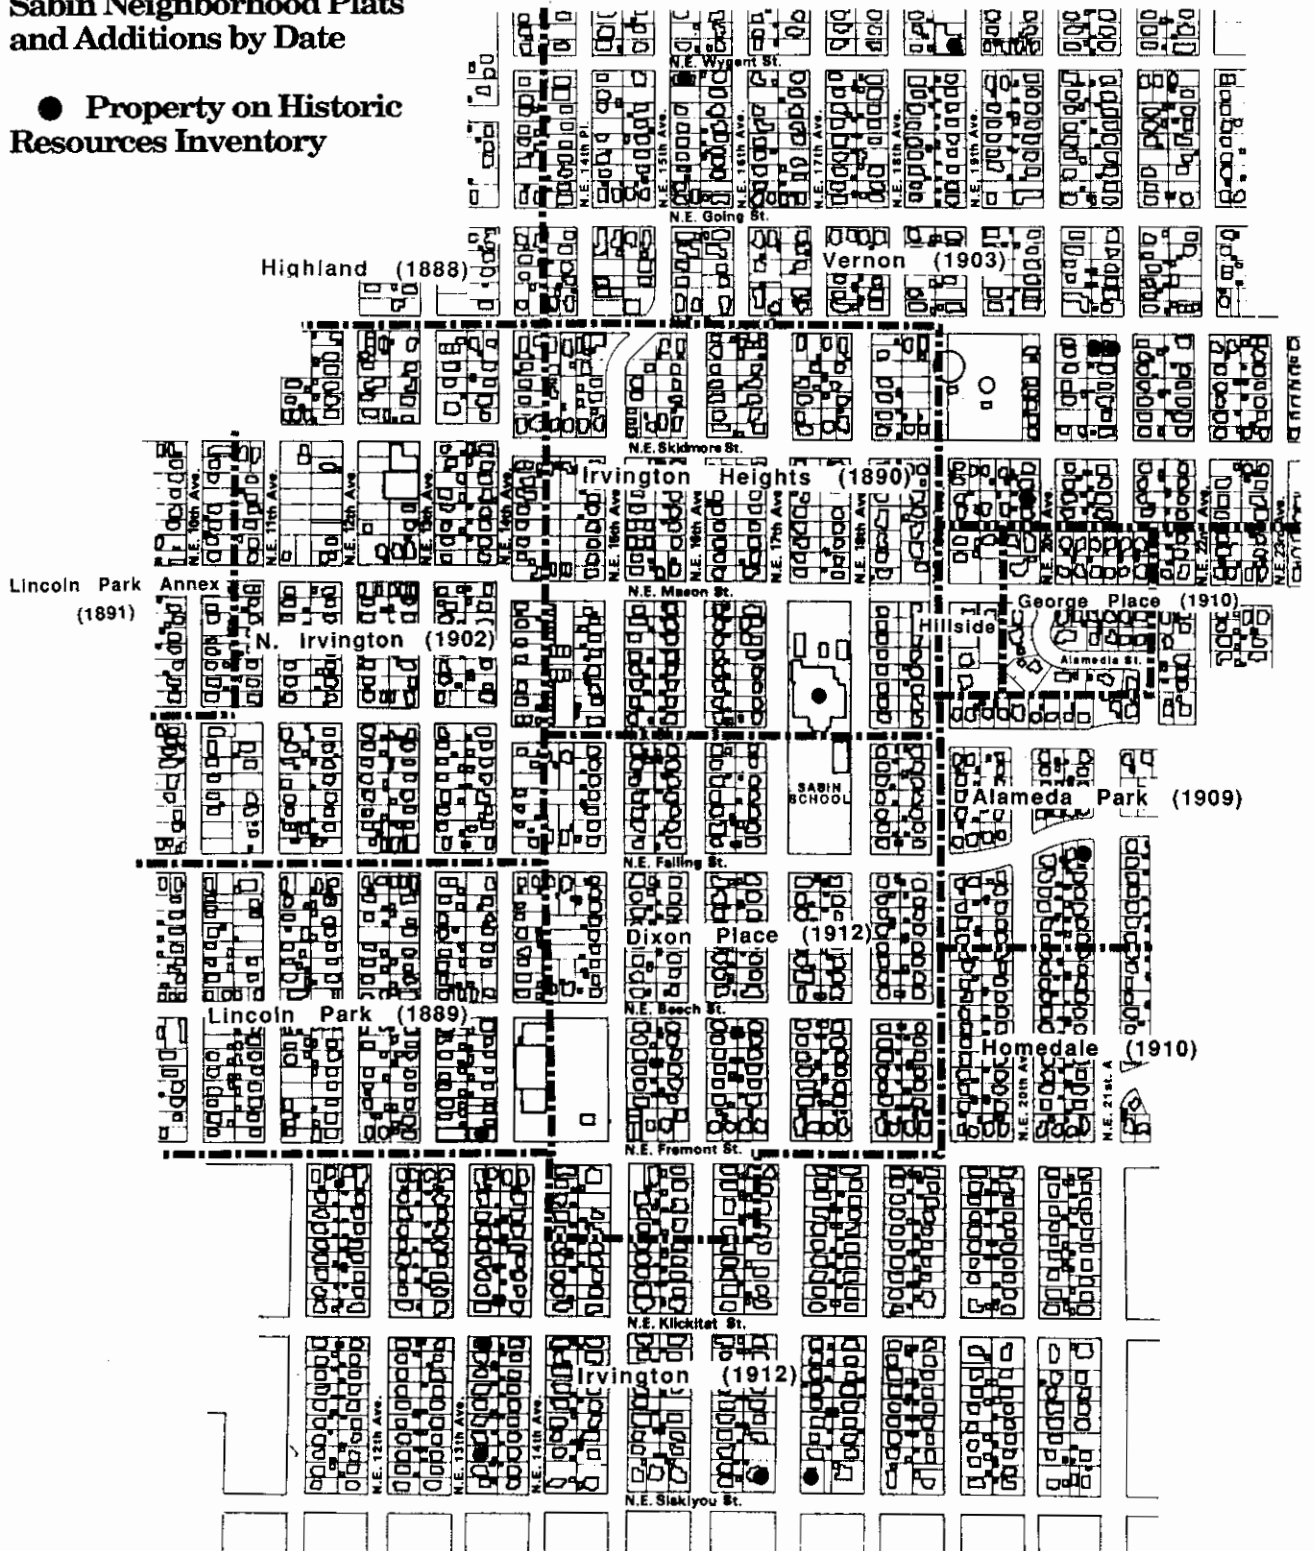 Sabin Neighborhood Plats
and Additions by Date
Property on Historic
Resources Inventory
N.E. Wygant St.
N.E. 14th Pl.
N.E. 15th Ave.
N.E. 16th Ave.
N.E. 17th Ave.
N.E. 18th Ave.
N.E. 19th Ave.
N.E. Going St.
Highland (1888)
Vernon (1903)
N.E. Skidmore St.
Irvington Heights (1890)
N.E. 10th Ave.
N.E. 11th Ave.
N.E. 12th Ave.
N.E. 13th Ave.
N.E. 14th Ave.
N.E. 15th Ave.
N.E. 16th Ave.
N.E. 17th Ave.
N.E. 18th Ave.
N.E. 20th Ave.
N.E. 22nd Ave.
N.E. 23rd Ave.
Lincoln Park Annex
(1891)
N.E. Mason St.
George Place (1910)
Hillside
N. Irvington (1902)
Alameda St.
SABIN
SCHOOL
Alameda Park (1909)
N.E. Failing St.
Dixon Place (1912)
N.E. Beech St.
Lincoln Park (1889)
Homedale (1910)
N.E. 20th Av
N.E. 21st. A
N.E. Fremont St.
N.E. Klickitat St.
Irvington (1912)
N.E. 12th Ave.
N.E. 13th Ave.
N.E. 14th Ave.
N.E. Siskiyou St.